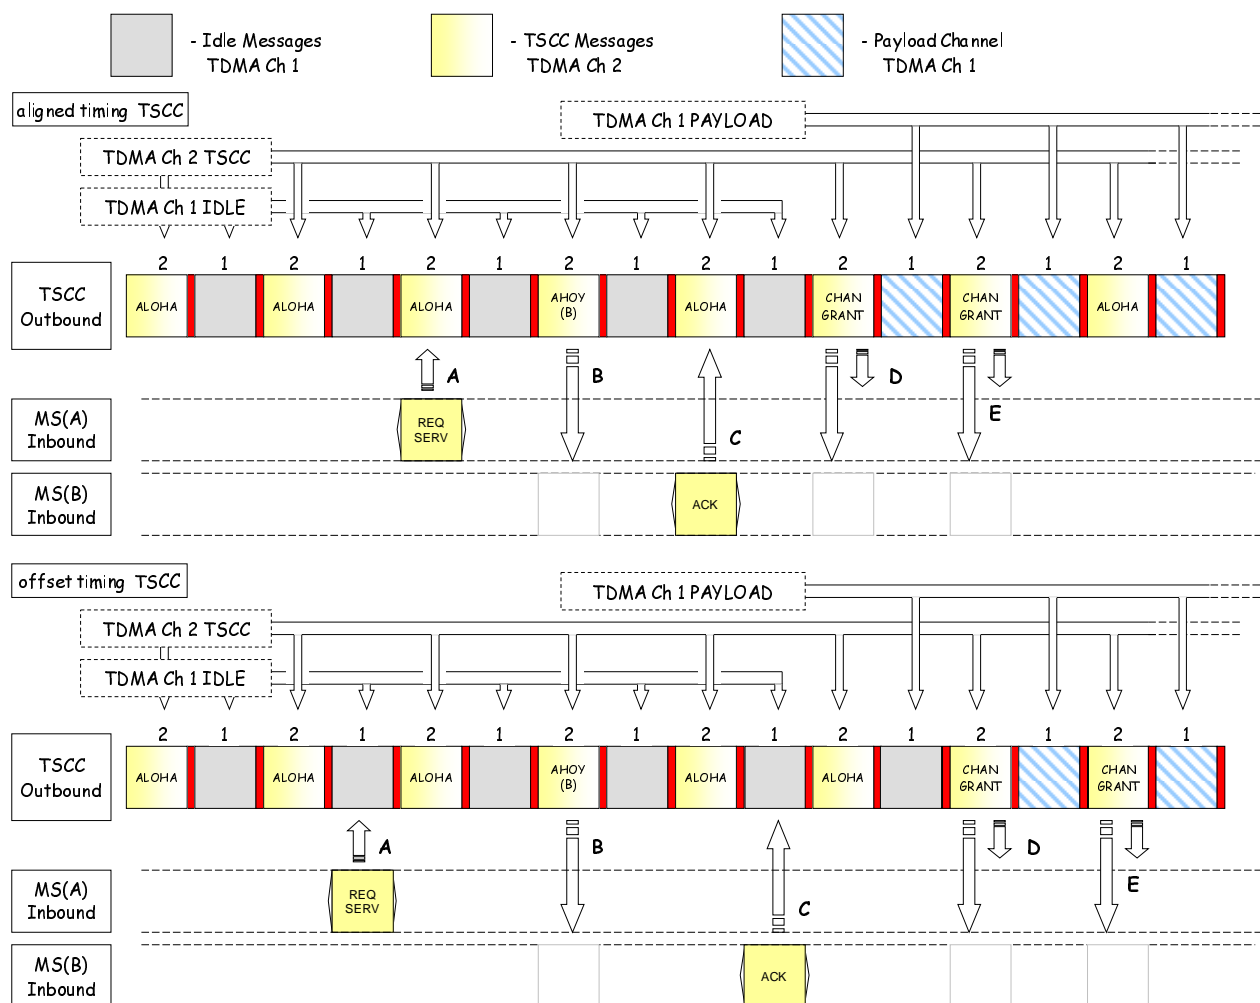 - Idle Messages
TDMA Ch 1
- TSCC Messages
TDMA Ch 2
- Payload Channel
TDMA Ch 1
aligned timing TSCC
TDMA Ch 1 PAYLOAD
TDMA Ch 2 TSCC
TDMA Ch 1 IDLE
2 1 2 1 2 1 2 1 2 1 2 1 2 1 2 1
TSCC
Outbound
ALOHA
ALOHA
ALOHA
AHOY
(B)
ALOHA
CHAN
GRANT
CHAN
GRANT
ALOHA
A
B
C
D
E
MS(A)
Inbound
REQ
SERV
MS(B)
Inbound
ACK
offset timing TSCC
TDMA Ch 1 PAYLOAD
TDMA Ch 2 TSCC
TDMA Ch 1 IDLE
2 1 2 1 2 1 2 1 2 1 2 1 2 1 2 1
TSCC
Outbound
ALOHA
ALOHA
ALOHA
AHOY
(B)
ALOHA
ALOHA
CHAN
GRANT
CHAN
GRANT
A
B
C
D
E
MS(A)
Inbound
REQ
SERV
MS(B)
Inbound
ACK